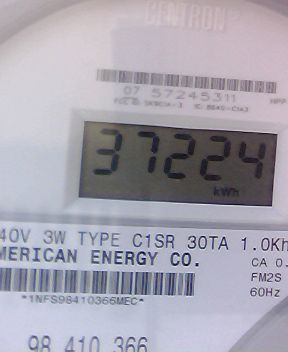 CENTRON
07 57245311
37224
kWh
40V 3W TYPE C1SR 30TA 1.0Kh
MERICAN ENERGY CO.
CA 0.
FM2S
60Hz
*1NFS98410366MEC*
98 410 366